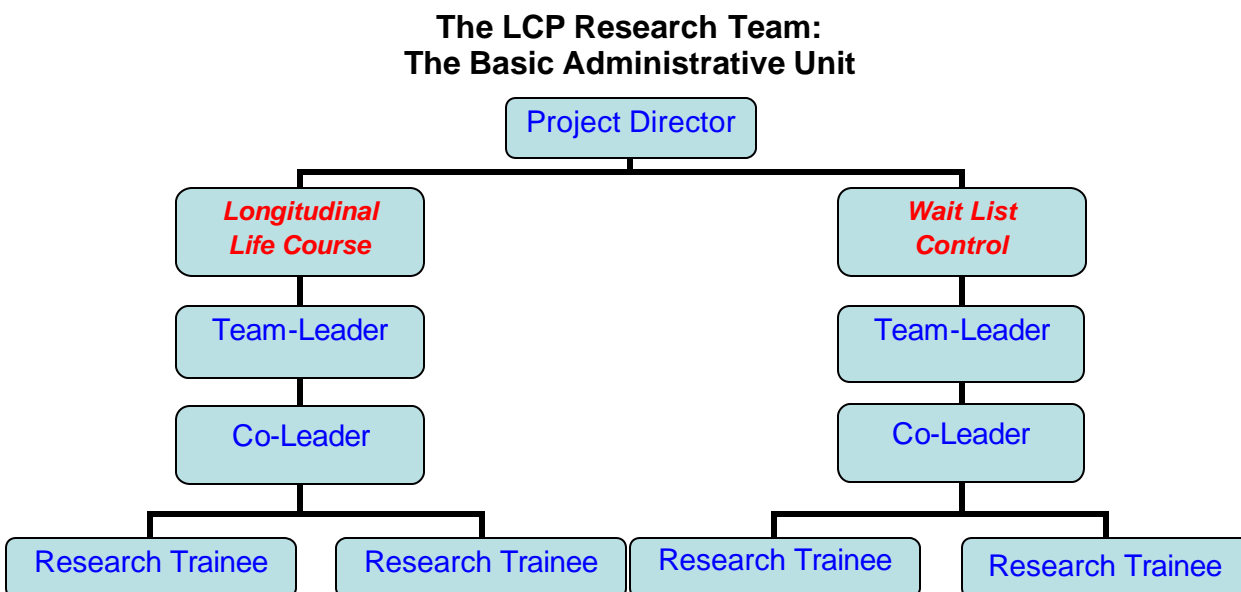 The LCP Research Team:
The Basic Administrative Unit
Project Director
Longitudinal
Life Course
Wait List
Control
Team-Leader
Team-Leader
Co-Leader
Co-Leader
Research Trainee
Research Trainee
Research Trainee
Research Trainee